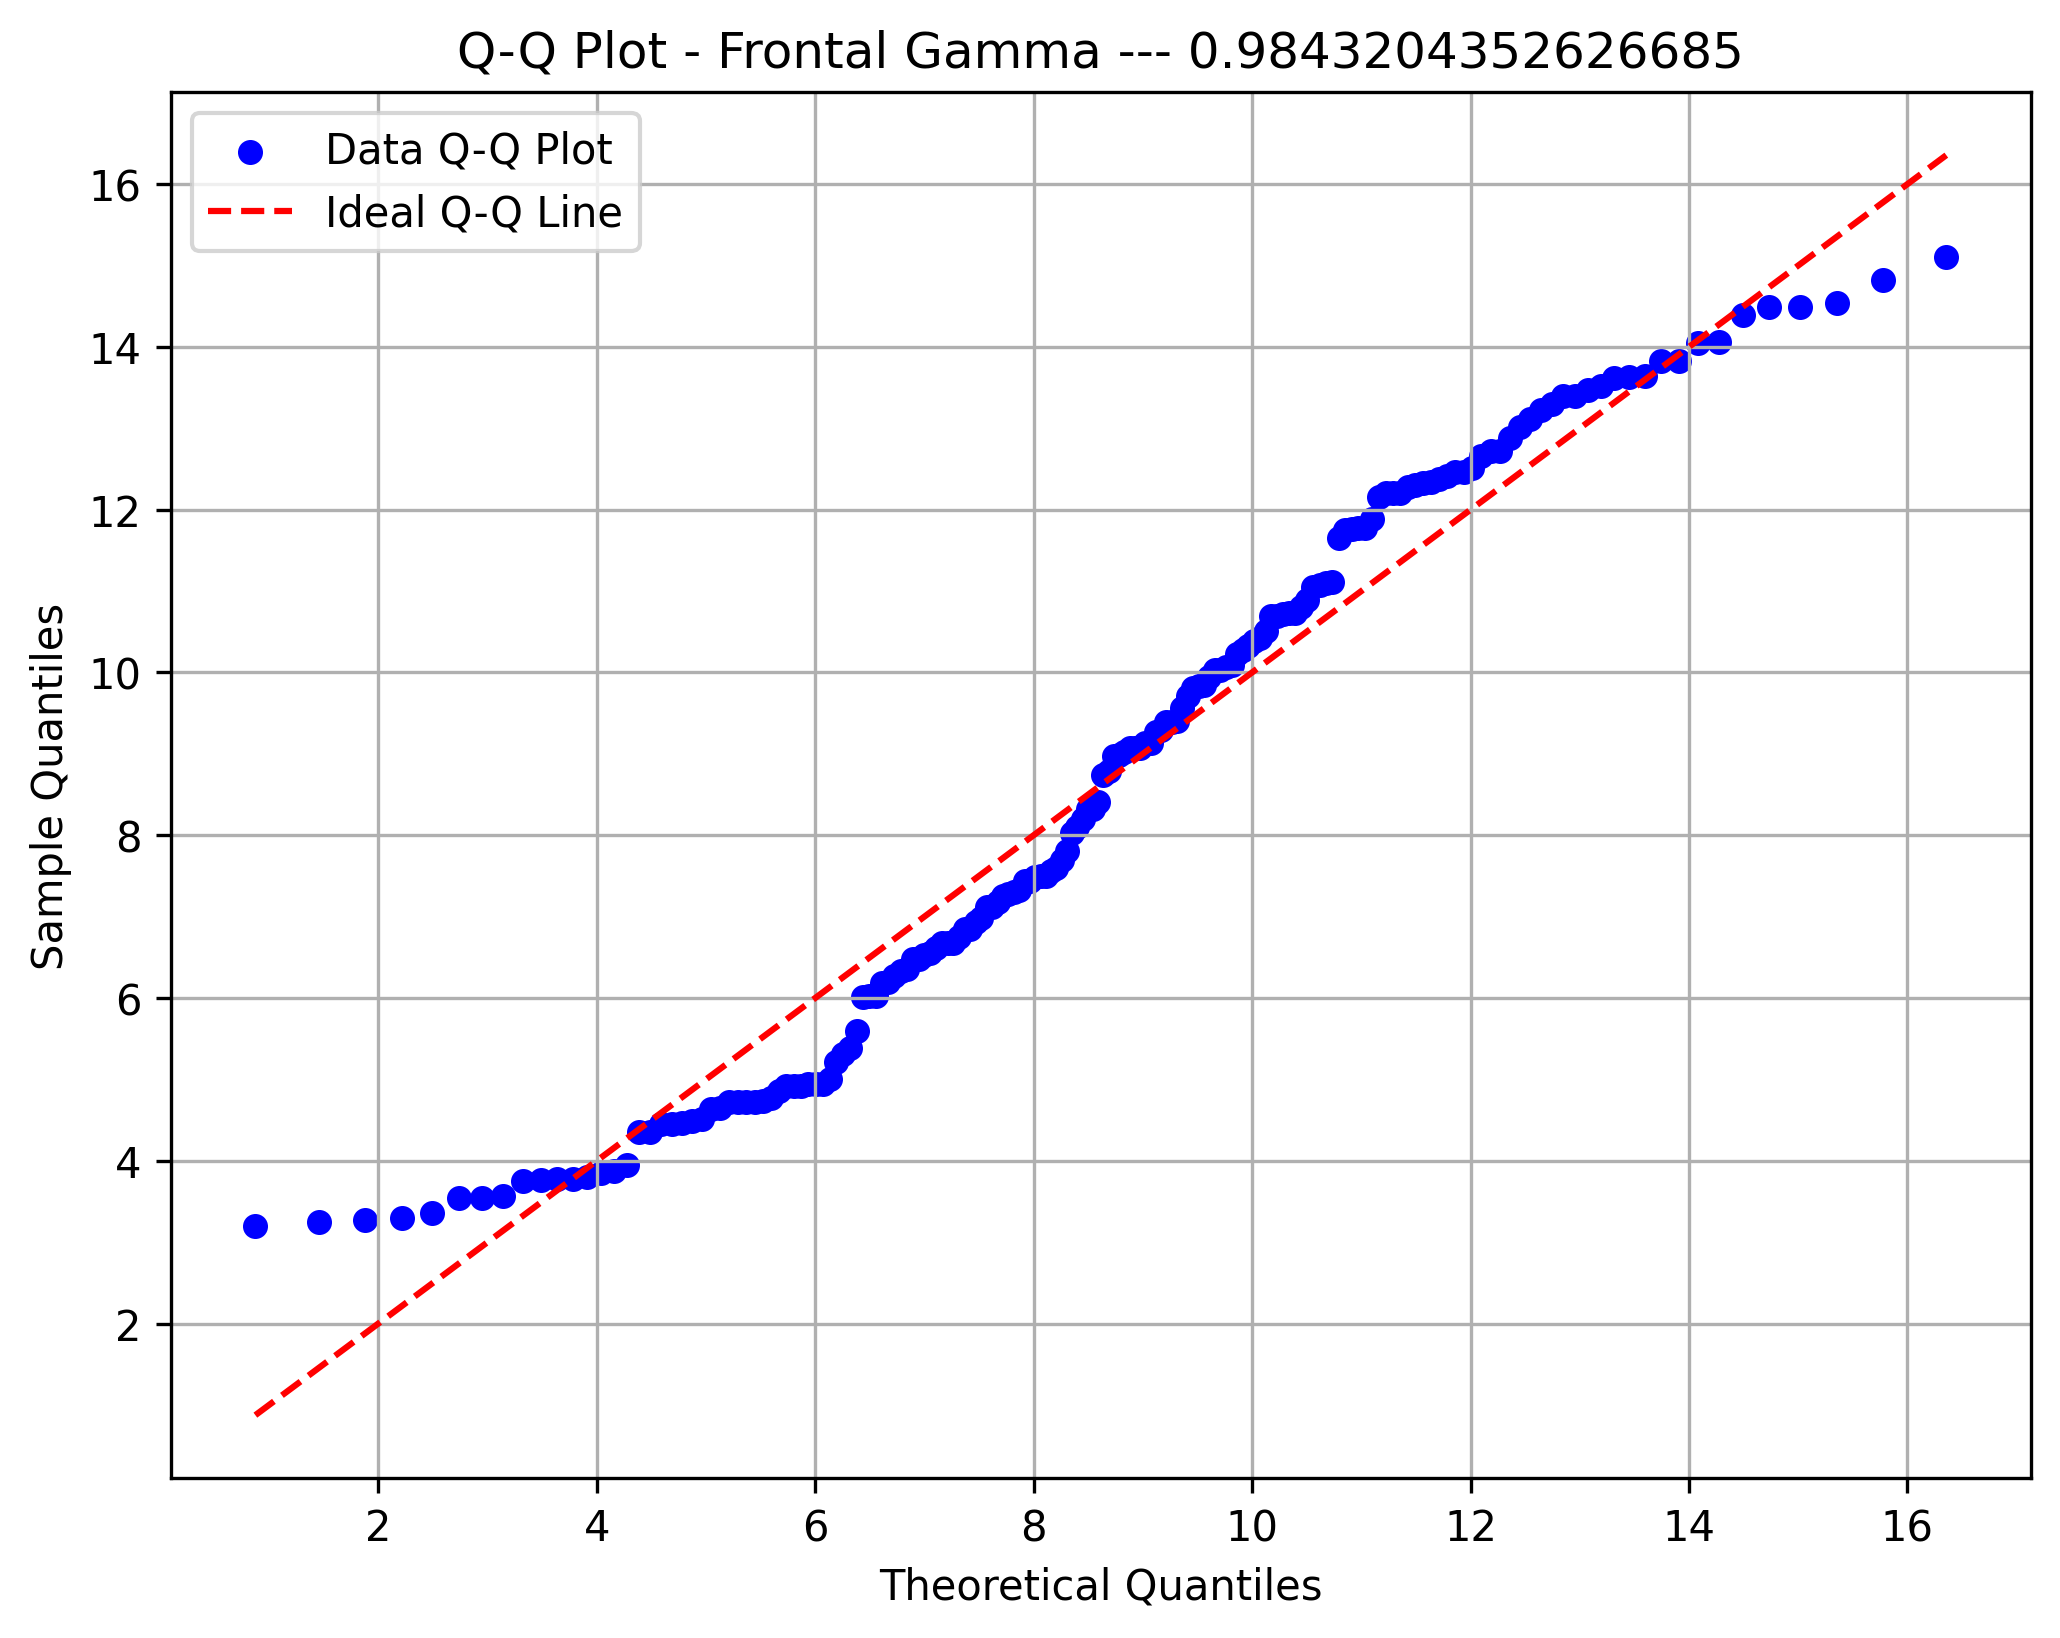 Q-Q Plot - Frontal Gamma --- 0.9843204352626685
Data Q-Q Plot
Ideal Q-Q Line
16
14
12
10
8
6
4
2
Sample Quantiles
2 4 6 8 10 12 14 16
Theoretical Quantiles